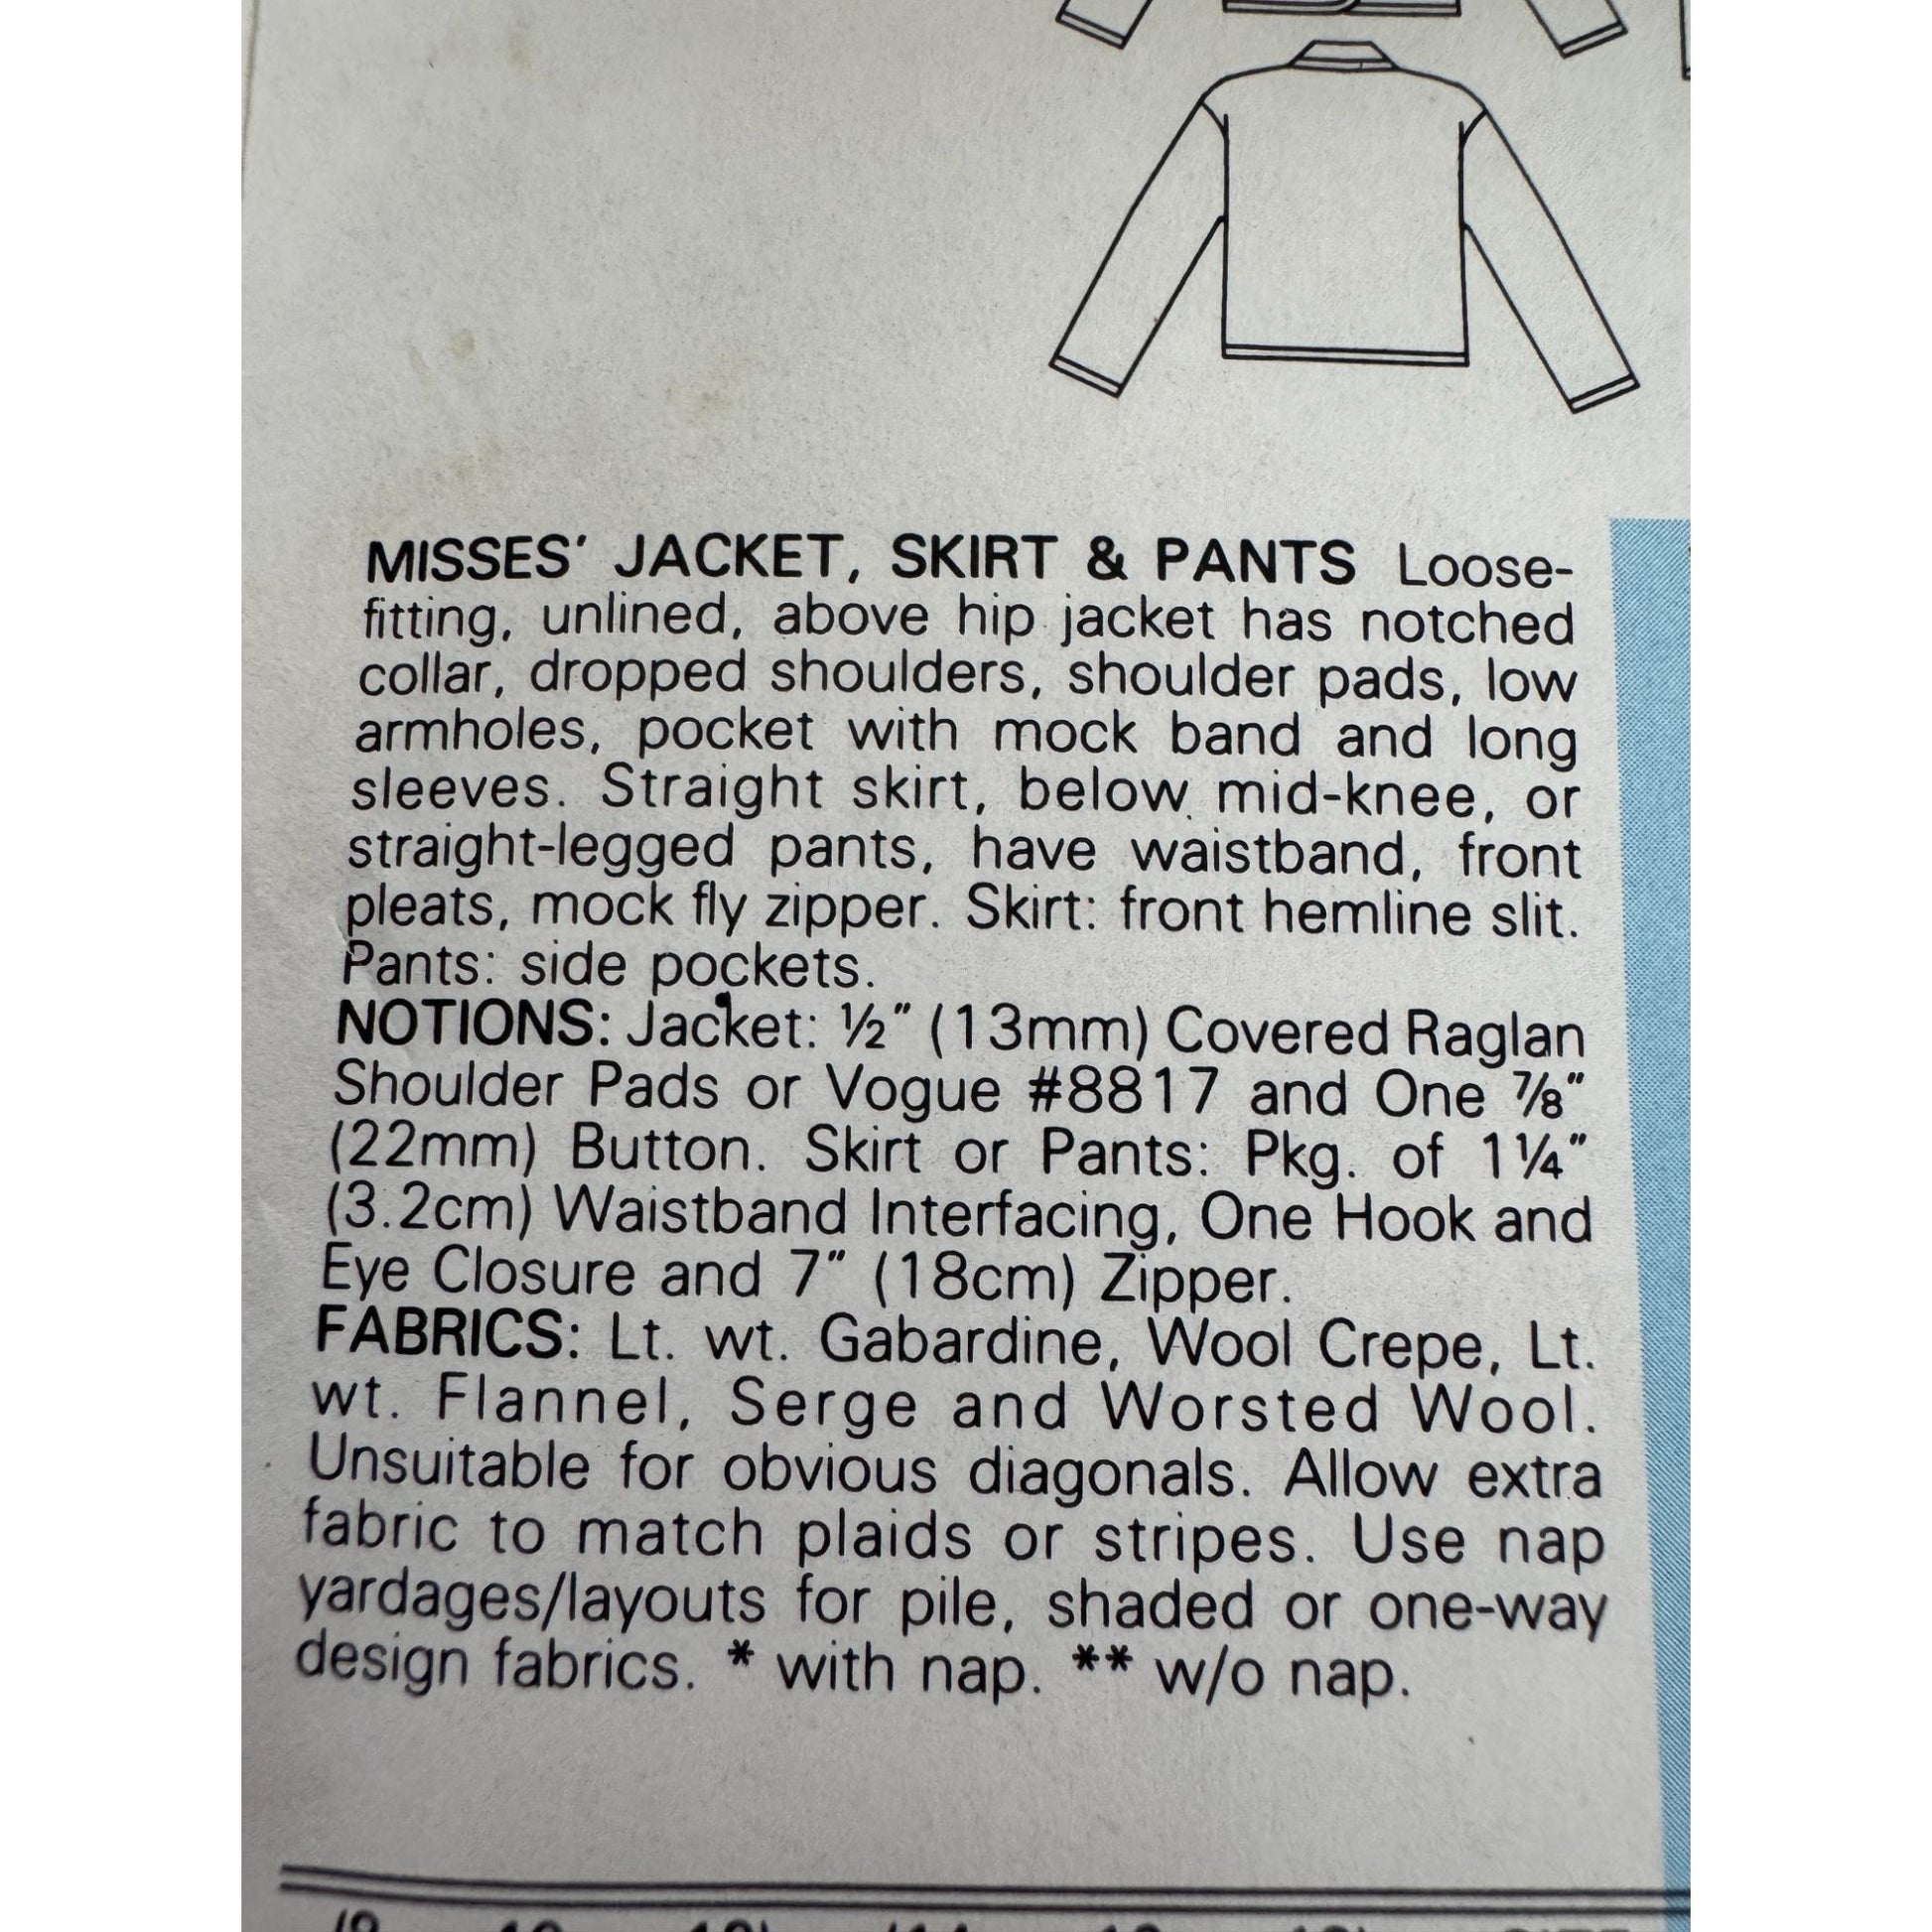 MISSES' JACKET, SKIRT & PANTS Loose-
fitting, unlined, above hip jacket has notched
collar, dropped shoulders, shoulder pads, low
armholes, pocket with mock band and long
sleeves. Straight skirt, below mid-knee, or
straight-legged pants, have waistband, front
pleats, mock fly zipper. Skirt: front hemline slit.
Pants: side pockets.
NOTIONS: Jacket: ½" (13mm) Covered Raglan
Shoulder Pads or Vogue #8817 and One ⅞"
(22mm) Button. Skirt or Pants: Pkg. of 1¼"
(3.2cm) Waistband Interfacing, One Hook and
Eye Closure and 7" (18cm) Zipper.
FABRICS: Lt. wt. Gabardine, Wool Crepe, Lt.
wt. Flannel, Serge and Worsted Wool.
Unsuitable for obvious diagonals. Allow extra
fabric to match plaids or stripes. Use nap
yardages/layouts for pile, shaded or one-way
design fabrics. * with nap. ** w/o nap.